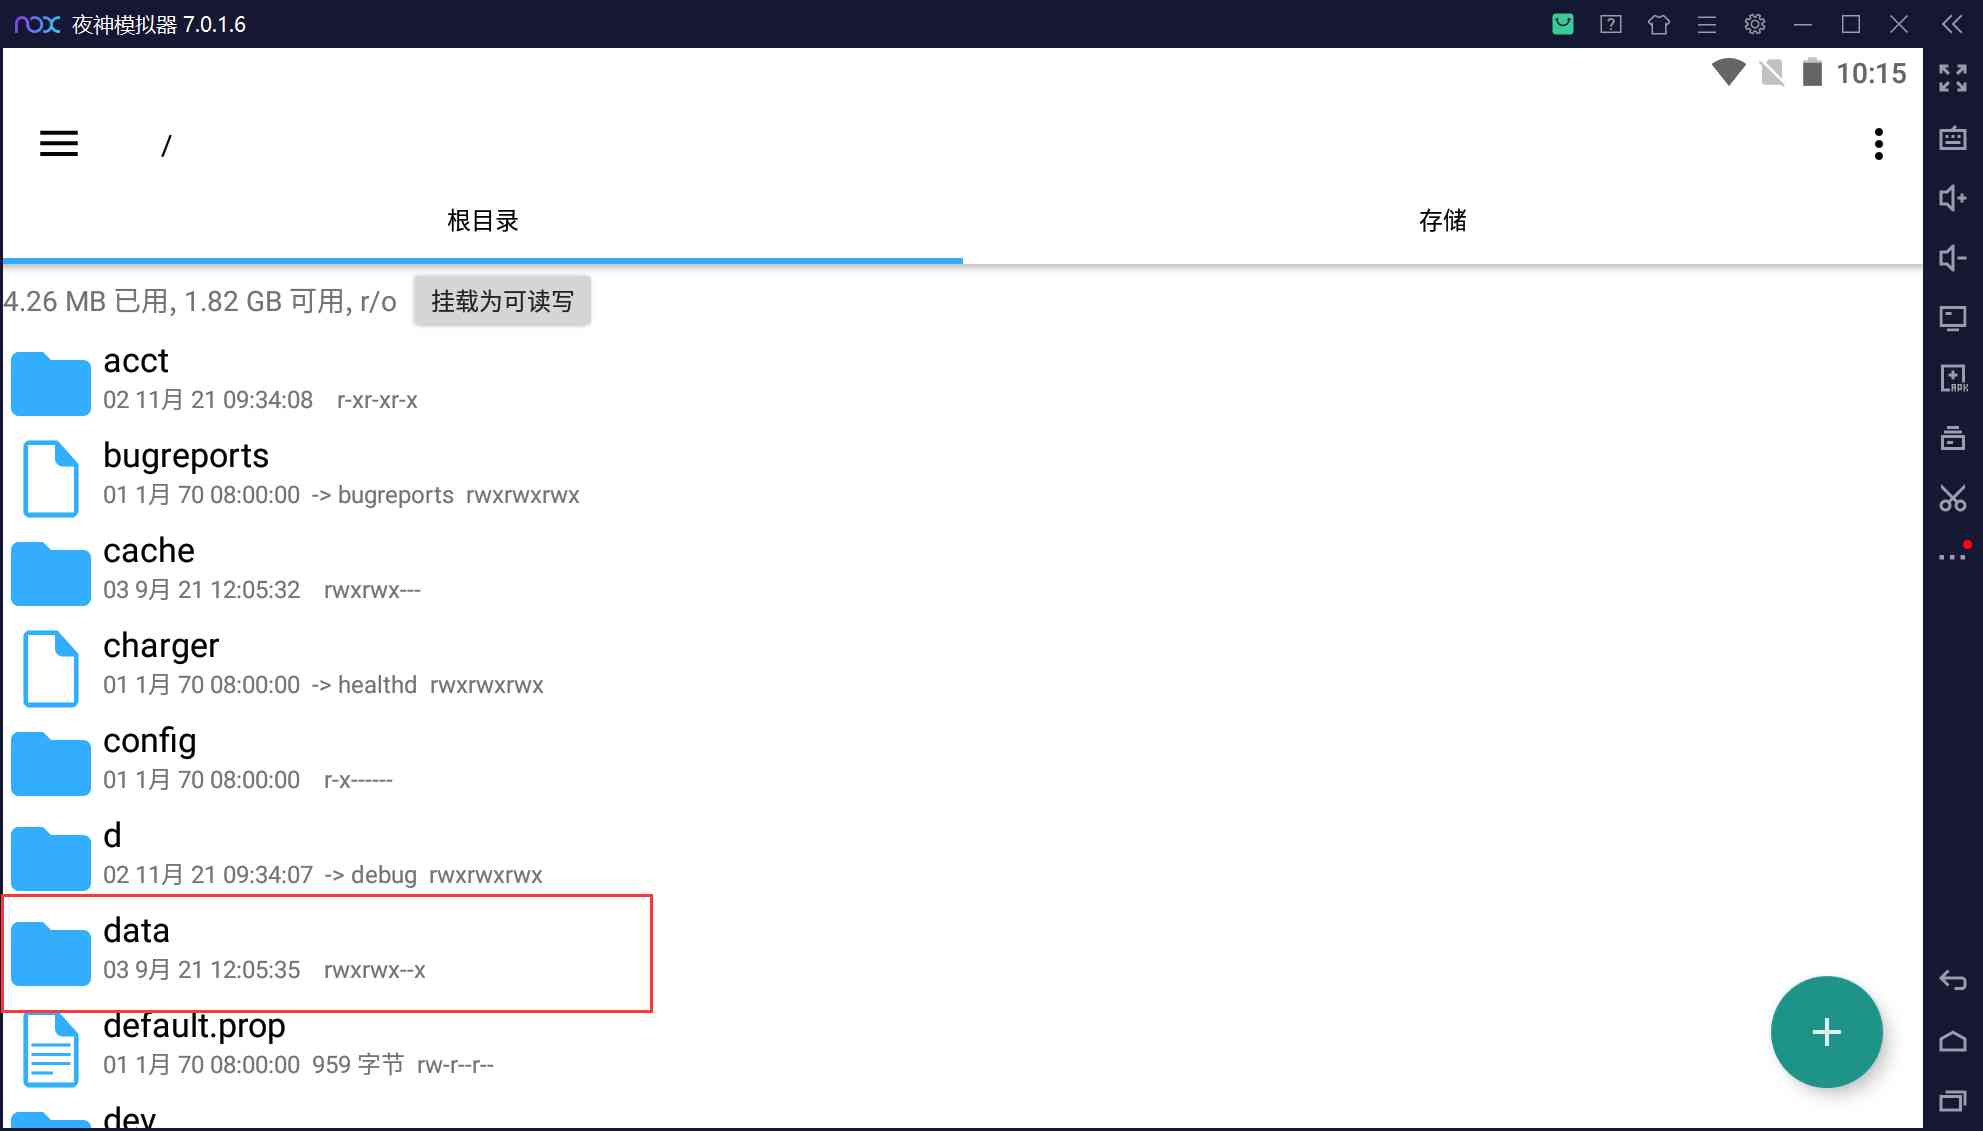 nox 夜神模拟器 7.0.1.6
10:15
/
根目录
存储
4.26 MB 已用, 1.82 GB 可用, r/o 挂载为可读写
acct
02 11月 21 09:34:08 r-xr-xr-x
bugreports
01 1月 70 08:00:00 -> bugreports rwxrwxrwx
cache
03 9月 21 12:05:32 rwxrwx---
charger
01 1月 70 08:00:00 -> healthd rwxrwxrwx
config
01 1月 70 08:00:00 r-x------
d
02 11月 21 09:34:07 -> debug rwxrwxrwx
data
03 9月 21 12:05:35 rwxrwx--x
default.prop
01 1月 70 08:00:00 959 字节 rw-r--r--
dev
APK